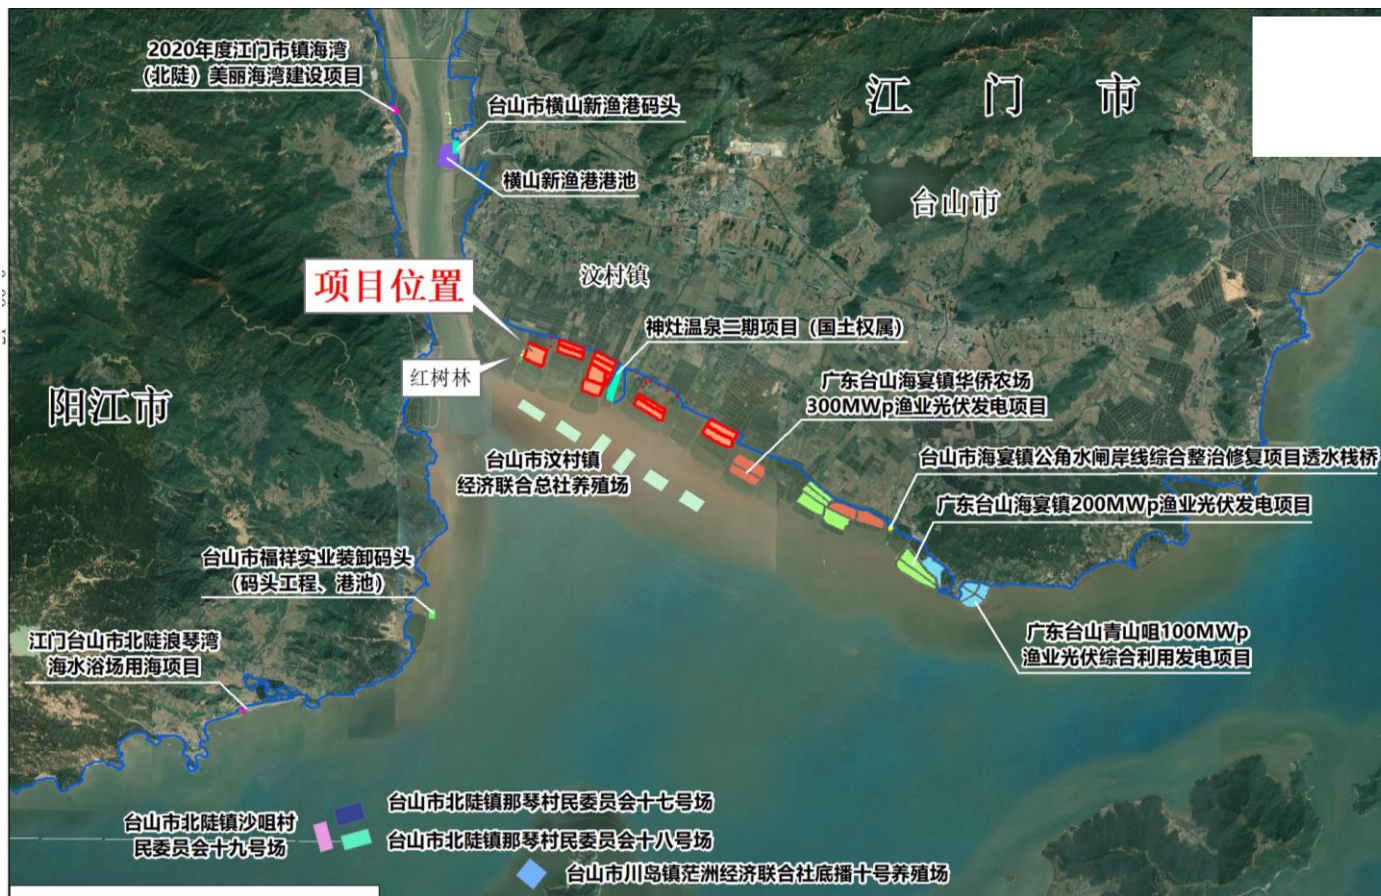 2020年度江门市镇海湾
（北陡）美丽海湾建设项目
台山市横山新渔港码头
横山新渔港港池
江门市
台山市
汶村镇
项目位置
红树林
神灶温泉二期项目（国土权属）
阳江市
广东台山海宴镇华侨农场
300MWp渔业光伏发电项目
台山市汶村镇
经济联合总社养殖场
台山市海宴镇公角水闸岸线综合整治修复项目透水栈桥
广东台山海宴镇200MWp渔业光伏发电项目
台山市福祥实业装卸码头
（码头工程、港池）
江门台山市北陡浪琴湾
海水浴场用海项目
广东台山青山咀100MWp
渔业光伏综合利用发电项目
台山市北陡镇那琴村民委员会十七号场
台山市北陡镇沙咀村
民委员会十九号场
台山市北陡镇那琴村民委员会十八号场
台山市川岛镇茫洲经济联合社底播十号养殖场